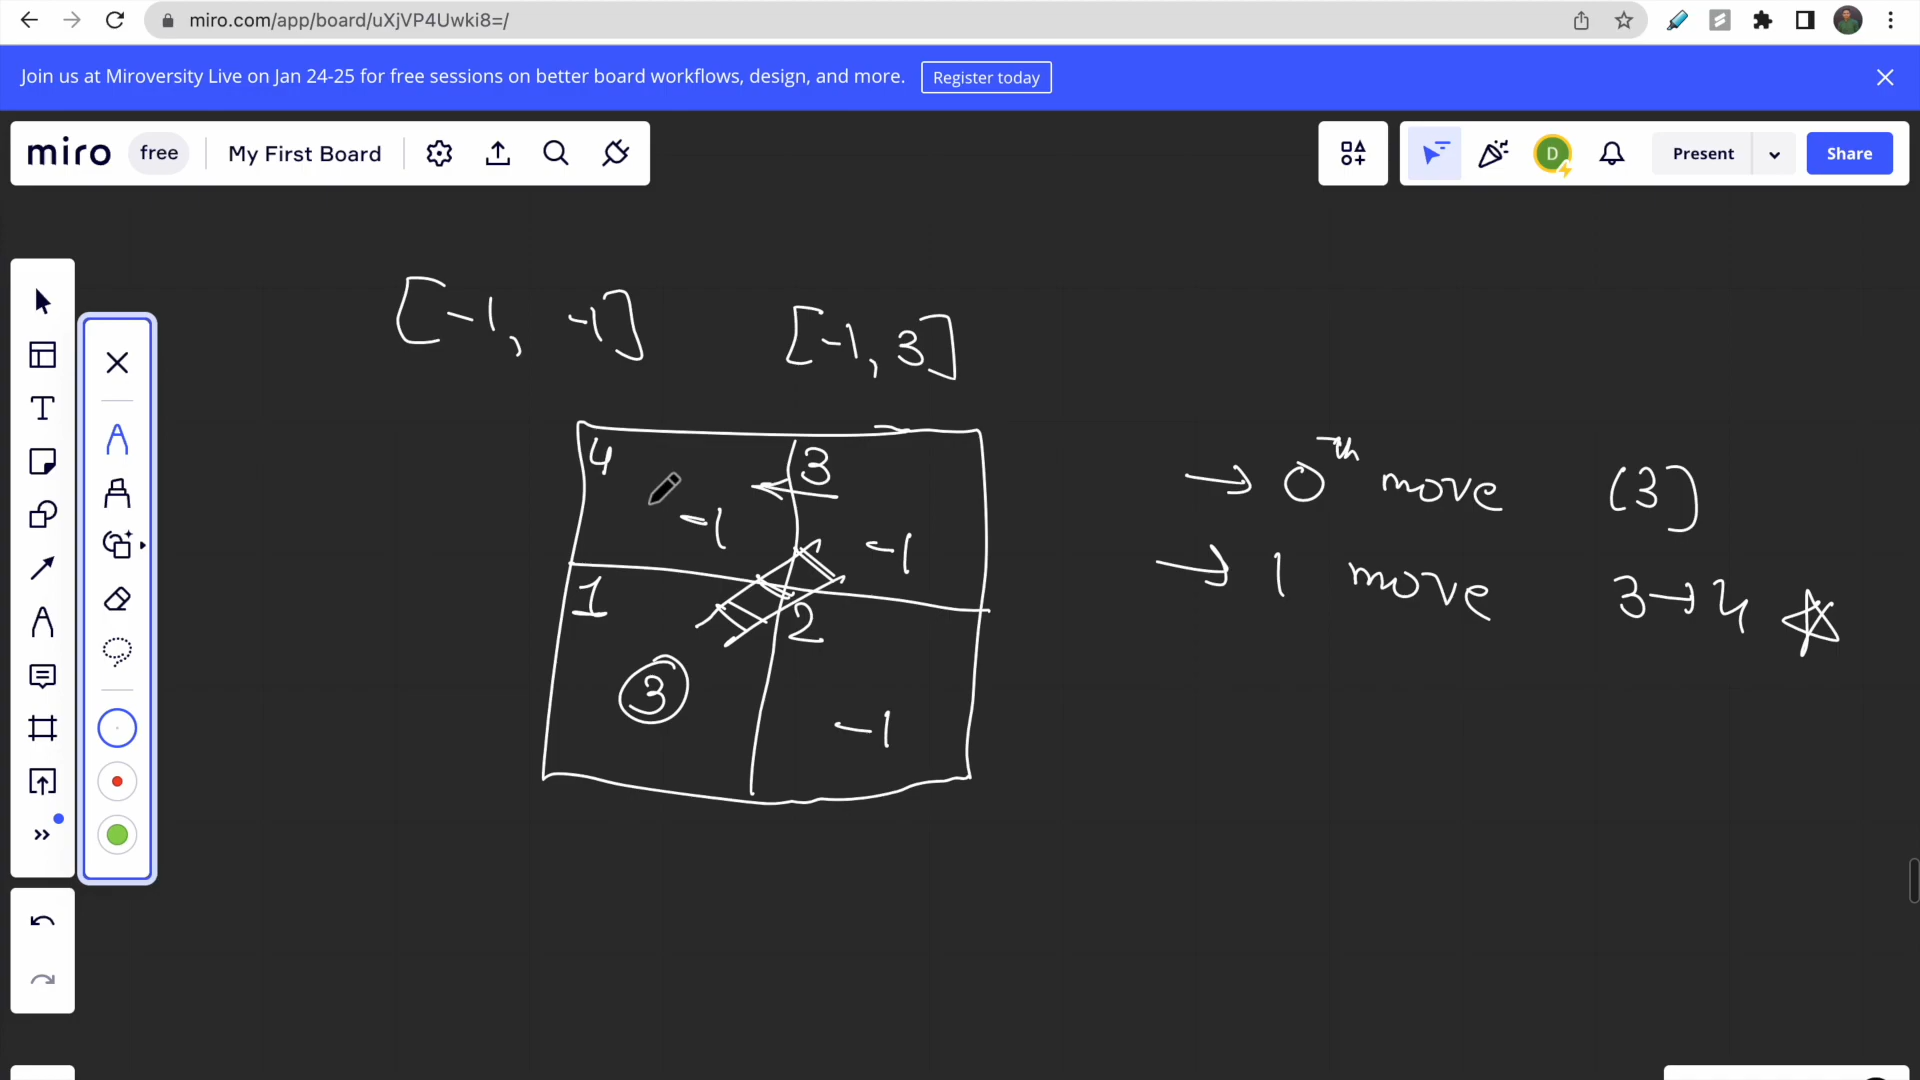 miro.com/app/board/uXjVP4Uwki8=/
Join us at Miroversity Live on Jan 24-25 for free sessions on better board workflows, design, and more. Register today
miro free My First Board
D Present Share
[-1, -1] [-1, 3]
4 3
-1 -1
1 2
3 -1
→ 0th move (3)
→ 1 move 3→4 ☆